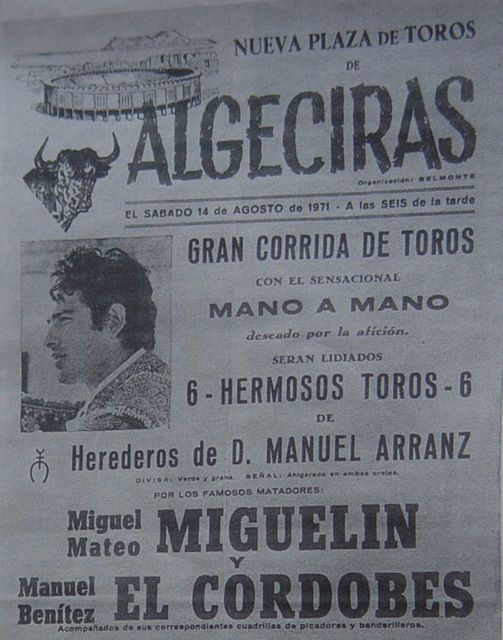 NUEVA PLAZA DE TOROS
DE
ALGECIRAS
Organización: BELMONTE
EL SABADO 14 de AGOSTO de 1971 - A las SEIS de la tarde
GRAN CORRIDA DE TOROS
CON EL SENSACIONAL
MANO A MANO
deseado por la afición.
SERAN LIDIADOS
6 - HERMOSOS TOROS - 6
DE
Herederos de D. MANUEL ARRANZ
DIVISA: Verde y grana. SEÑAL: Ahigarado en ambas orejas.
POR LOS FAMOSOS MATADORES:
Miguel Mateo MIGUELIN
Y
Manuel Benítez EL CORDOBES
Acompañados de sus correspondientes cuadrillas de picadores y banderilleros.